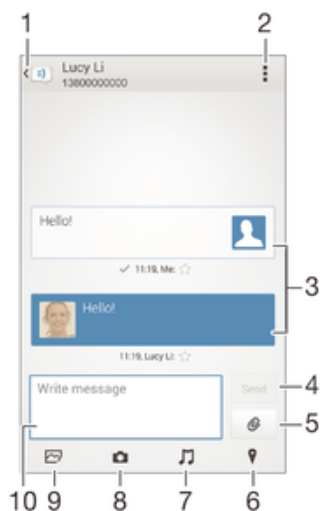 1 2
Lucy Li
13800000000
Hello!
11:19, Me:
3
Hello!
11:19, Lucy Li:
Write message
Send
4
5
10 9 8 7 6